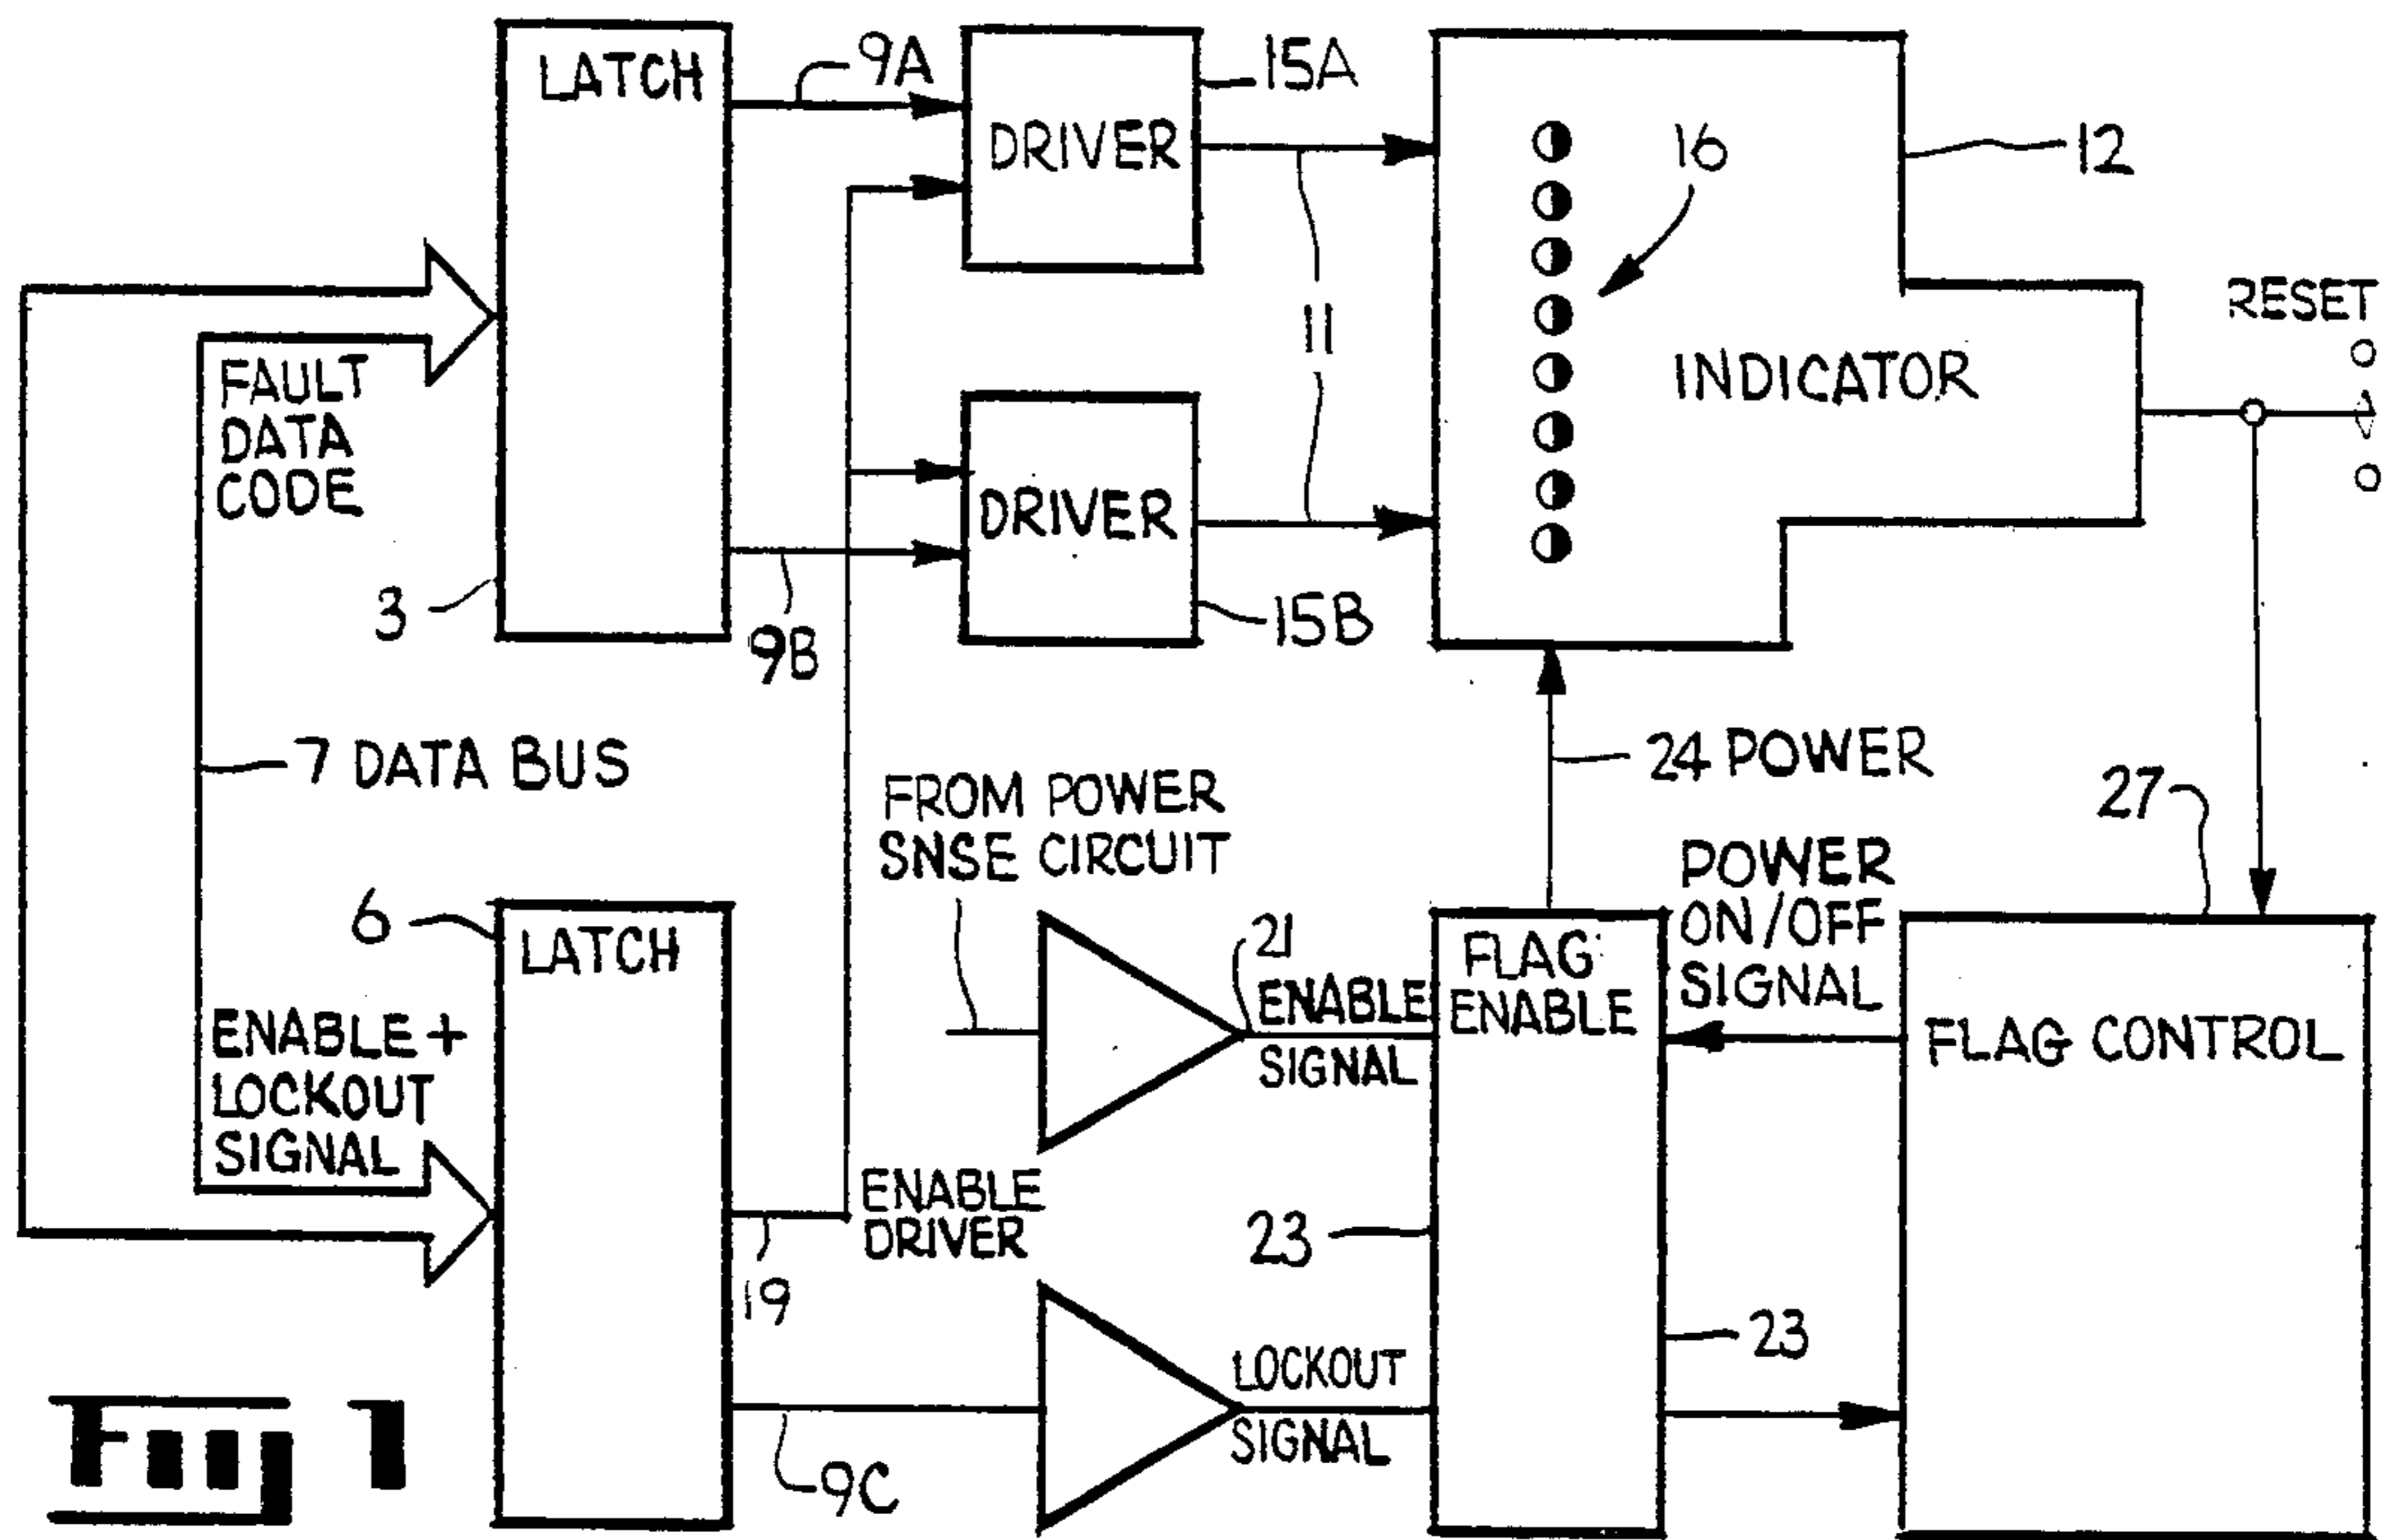 LATCH
9A
DRIVER
15A
16
12
RESET
FAULT
DATA
CODE
11
INDICATOR
DRIVER
3
9B
15B
7 DATA BUS
FROM POWER
SNSE CIRCUIT
24 POWER
27
POWER
ON/OFF
SIGNAL
6
LATCH
21
ENABLE
SIGNAL
FLAG
ENABLE
FLAG CONTROL
ENABLE +
LOCKOUT
SIGNAL
ENABLE
DRIVER
19
23
23
LOCKOUT
SIGNAL
9C
Fig 1